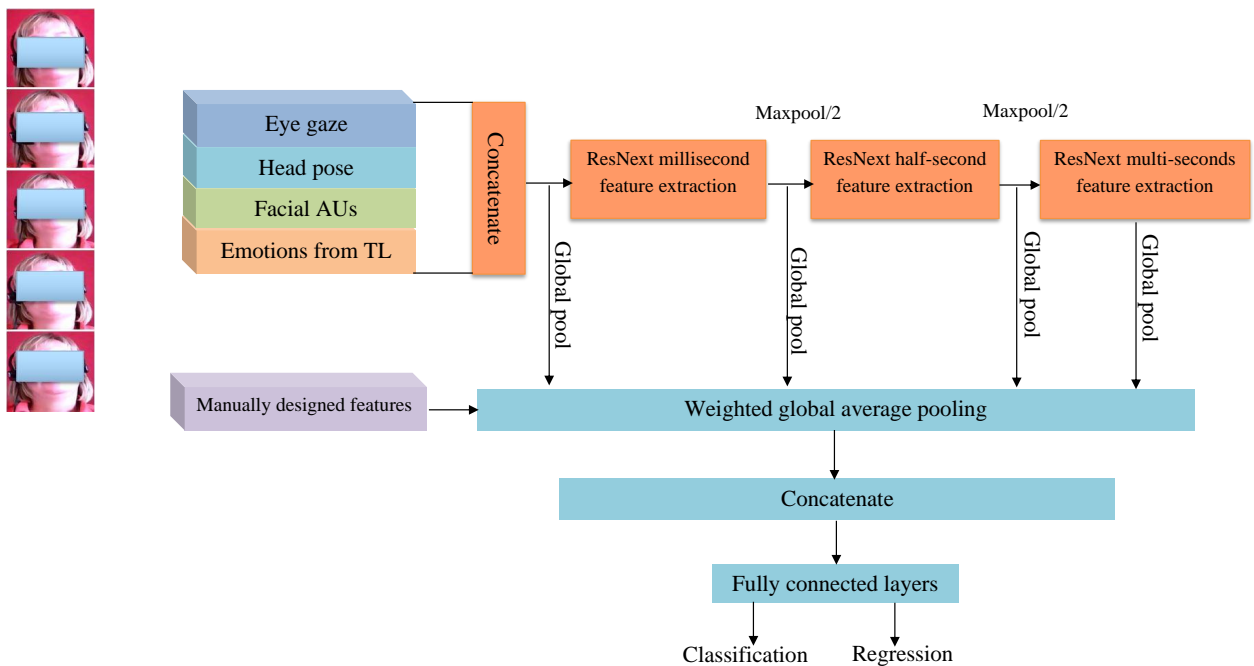 Eye gaze
Head pose
Facial AUs
Emotions from TL
Concatenate
Maxpool/2
Maxpool/2
ResNext millisecond
feature extraction
ResNext half-second
feature extraction
ResNext multi-seconds
feature extraction
Global pool
Global pool
Global pool
Global pool
Manually designed features
Weighted global average pooling
Concatenate
Fully connected layers
Classification
Regression